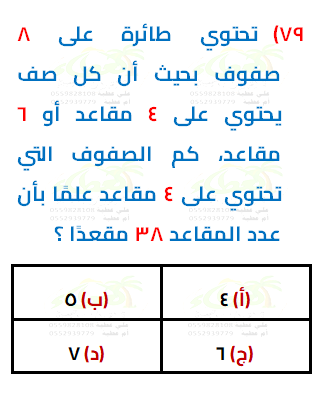 ٧٩) تحتوي طائرة على ٨
صفوف بحيث أن كل صف
يحتوي على ٤ مقاعد أو ٦
مقاعد، كم الصفوف التي
تحتوي على ٤ مقاعد علمًا بأن
عدد المقاعد ٣٨ مقعدًا ؟
(أ) ٤
(ب) ٥
(ج) ٦
(د) ٧